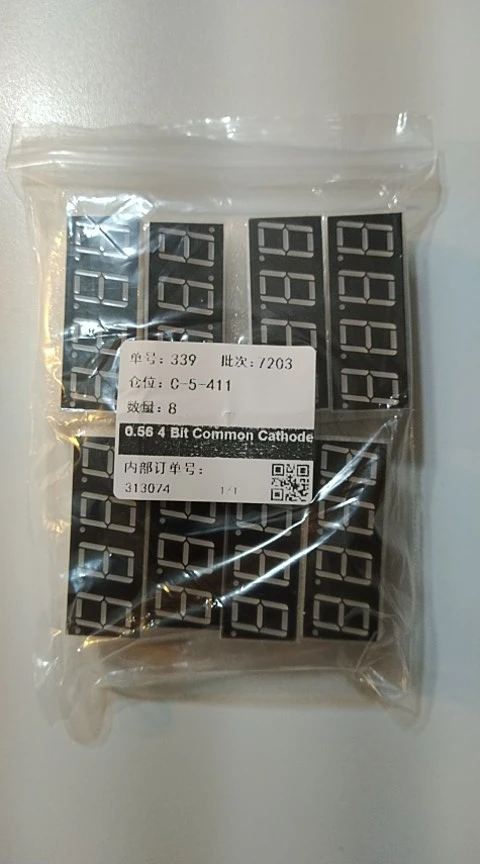 单号: 339 批次: 7203
仓位: C-5-411
数量: 8
0.56 4 Bit Common Cathode
内部订单号:
313074 1/1